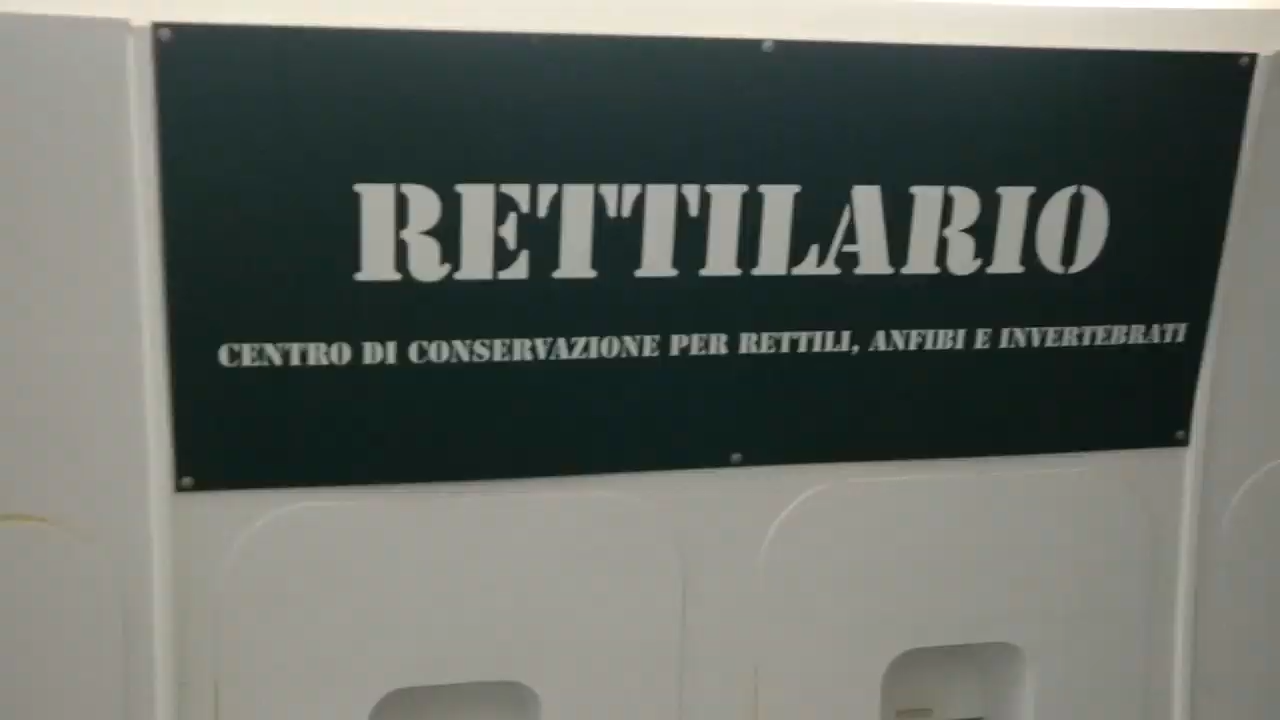 RETTILARIO
CENTRO DI CONSERVAZIONE PER RETTILI, ANFIBI E INVERTEBRATI